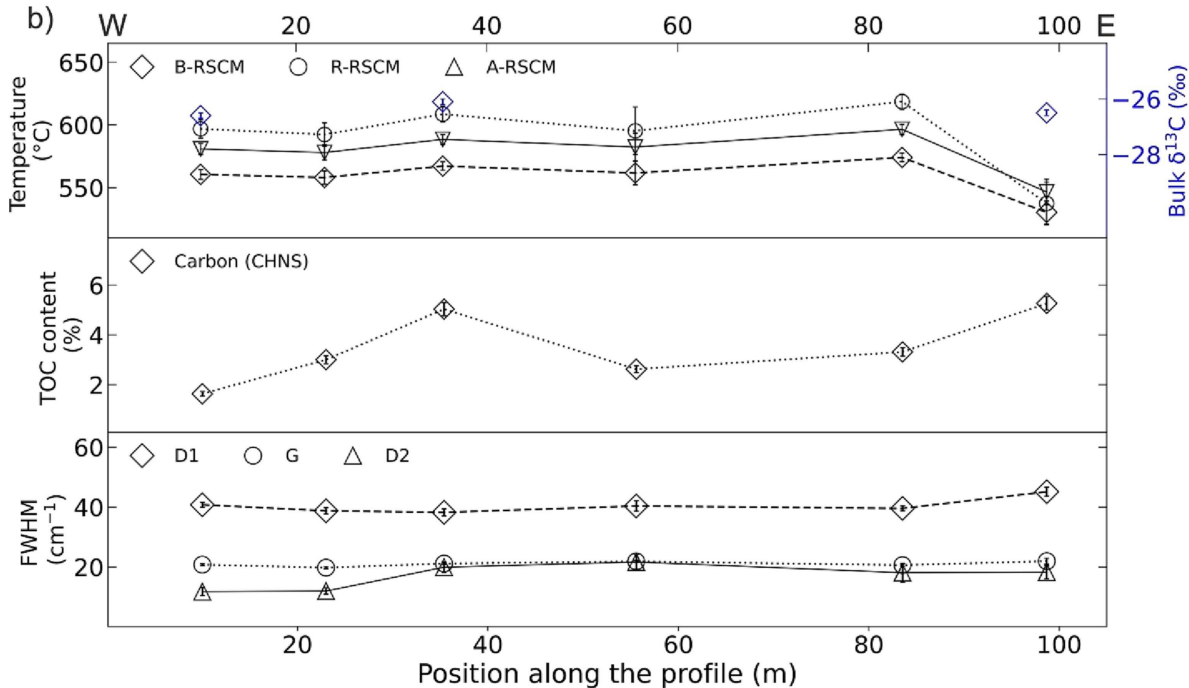 b) W 20 40 60 80 100 E
B-RSCM R-RSCM A-RSCM
Temperature
(°C)
650
600
550
−26
−28
Bulk δ¹³C (‰)
Carbon (CHNS)
TOC content
(%)
6
4
2
D1 G D2
FWHM
(cm⁻¹)
60
40
20
20 40 60 80 100
Position along the profile (m)